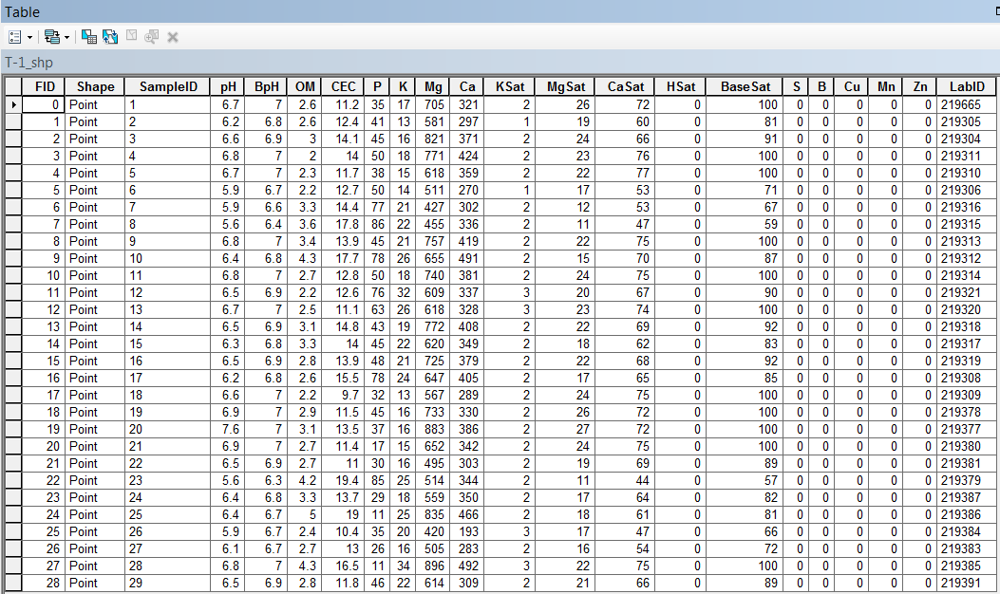 Table
T-1_shp
FID Shape SampleID pH BpH OM CEC P K Mg Ca KSat MgSat CaSat HSat BaseSat S B Cu Mn Zn LabID
0 Point 1 6.7 7 2.6 11.2 35 17 705 321 2 26 72 0 100 0 0 0 0 0 219665
1 Point 2 6.2 6.8 2.6 12.4 41 13 581 297 1 19 60 0 81 0 0 0 0 0 219305
2 Point 3 6.6 6.9 3 14.1 45 16 821 371 2 24 66 0 91 0 0 0 0 0 219304
3 Point 4 6.8 7 2 14 50 18 771 424 2 23 76 0 100 0 0 0 0 0 219311
4 Point 5 6.7 7 2.3 11.7 38 15 618 359 2 22 77 0 100 0 0 0 0 0 219310
5 Point 6 5.9 6.7 2.2 12.7 50 14 511 270 1 17 53 0 71 0 0 0 0 0 219306
6 Point 7 5.9 6.6 3.3 14.4 77 21 427 302 2 12 53 0 67 0 0 0 0 0 219316
7 Point 8 5.6 6.4 3.6 17.8 86 22 455 336 2 11 47 0 59 0 0 0 0 0 219315
8 Point 9 6.8 7 3.4 13.9 45 21 757 419 2 22 75 0 100 0 0 0 0 0 219313
9 Point 10 6.4 6.8 4.3 17.7 78 26 655 491 2 15 70 0 87 0 0 0 0 0 219312
10 Point 11 6.8 7 2.7 12.8 50 18 740 381 2 24 75 0 100 0 0 0 0 0 219314
11 Point 12 6.5 6.9 2.2 12.6 76 32 609 337 3 20 67 0 90 0 0 0 0 0 219321
12 Point 13 6.7 7 2.5 11.1 63 26 618 328 3 23 74 0 100 0 0 0 0 0 219320
13 Point 14 6.5 6.9 3.1 14.8 43 19 772 408 2 22 69 0 92 0 0 0 0 0 219318
14 Point 15 6.3 6.8 3.3 14 45 22 620 349 2 18 62 0 83 0 0 0 0 0 219317
15 Point 16 6.5 6.9 2.8 13.9 48 21 725 379 2 22 68 0 92 0 0 0 0 0 219319
16 Point 17 6.2 6.8 2.6 15.5 78 24 647 405 2 17 65 0 85 0 0 0 0 0 219308
17 Point 18 6.6 7 2.2 9.7 32 13 567 289 2 24 75 0 100 0 0 0 0 0 219309
18 Point 19 6.9 7 2.9 11.5 45 16 733 330 2 26 72 0 100 0 0 0 0 0 219378
19 Point 20 7.6 7 3.1 13.5 37 16 883 386 2 27 72 0 100 0 0 0 0 0 219377
20 Point 21 6.9 7 2.7 11.4 17 15 652 342 2 24 75 0 100 0 0 0 0 0 219380
21 Point 22 6.5 6.9 2.7 11 30 16 495 303 2 19 69 0 89 0 0 0 0 0 219381
22 Point 23 5.6 6.3 4.2 19.4 85 25 514 344 2 11 44 0 57 0 0 0 0 0 219379
23 Point 24 6.4 6.8 3.3 13.7 29 18 559 350 2 17 64 0 82 0 0 0 0 0 219387
24 Point 25 6.4 6.7 5 19 11 25 835 466 2 18 61 0 81 0 0 0 0 0 219386
25 Point 26 5.9 6.7 2.4 10.4 35 20 420 193 3 17 47 0 66 0 0 0 0 0 219384
26 Point 27 6.1 6.7 2.7 13 26 16 505 283 2 16 54 0 72 0 0 0 0 0 219383
27 Point 28 6.8 7 4.3 16.5 11 34 896 492 3 22 75 0 100 0 0 0 0 0 219385
28 Point 29 6.5 6.9 2.8 11.8 46 22 614 309 2 21 66 0 89 0 0 0 0 0 219391